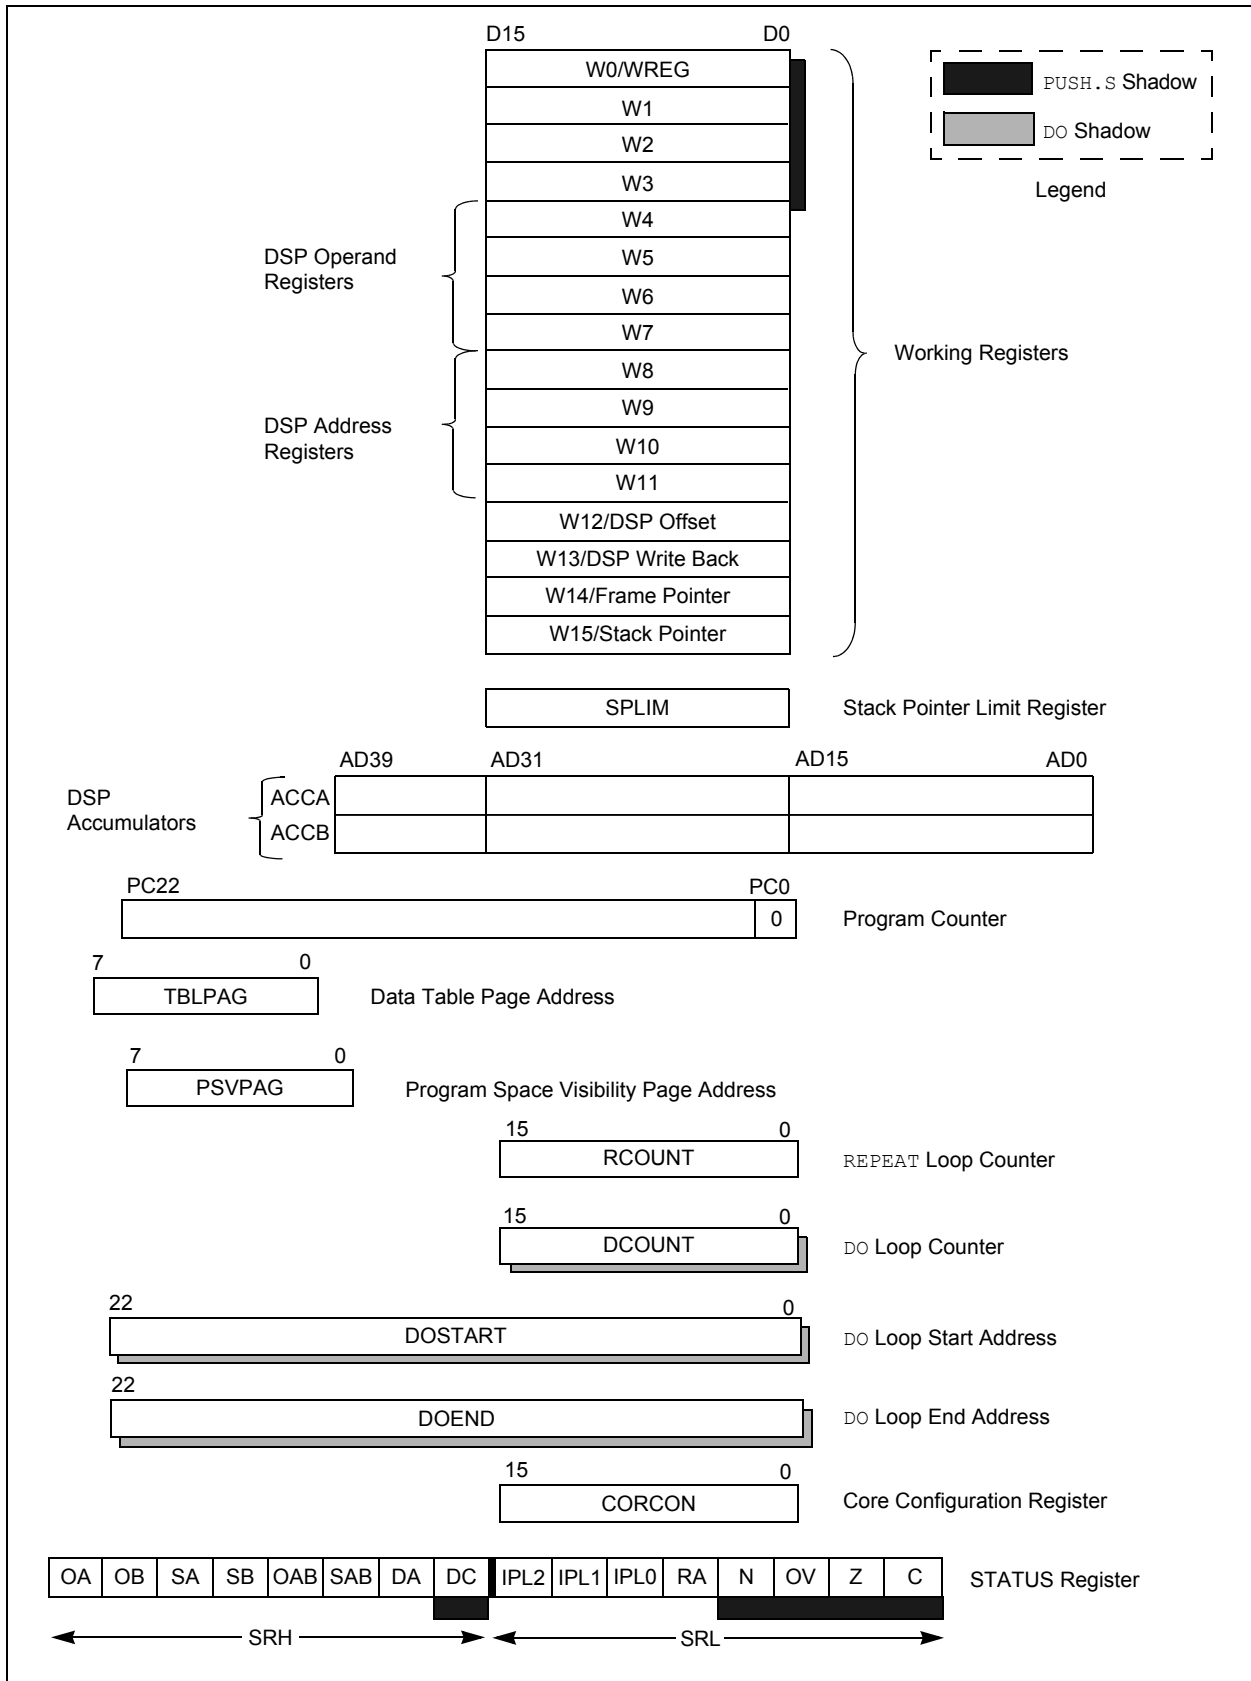 D15 D0
W0/WREG
PUSH.S Shadow
W1
DO Shadow
W2
W3
Legend
W4
DSP Operand
Registers
W5
W6
W7
Working Registers
W8
W9
DSP Address
Registers
W10
W11
W12/DSP Offset
W13/DSP Write Back
W14/Frame Pointer
W15/Stack Pointer
SPLIM Stack Pointer Limit Register
AD39 AD31 AD15 AD0
DSP
Accumulators
ACCA
ACCB
PC22 PC0
0 Program Counter
7 0
TBLPAG Data Table Page Address
7 0
PSVPAG Program Space Visibility Page Address
15 0
RCOUNT REPEAT Loop Counter
15 0
DCOUNT DO Loop Counter
22 0
DOSTART DO Loop Start Address
22
DOEND DO Loop End Address
15 0
CORCON Core Configuration Register
OA OB SA SB OAB SAB DA DC IPL2 IPL1 IPL0 RA N OV Z C STATUS Register
SRH SRL